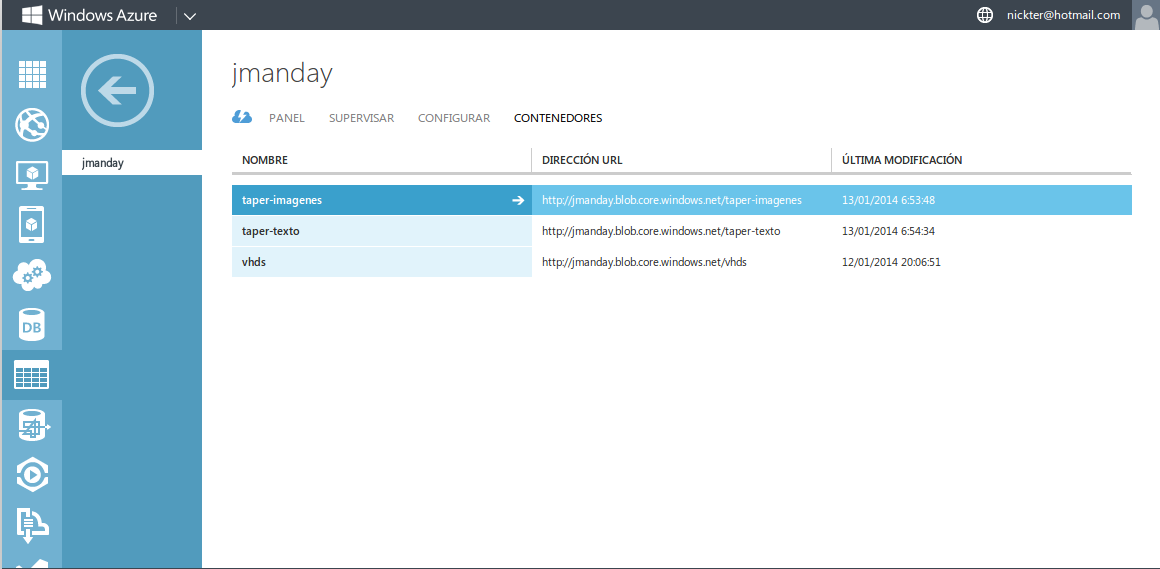 Windows Azure nickter@hotmail.com
jmanday
jmanday
PANEL SUPERVISAR CONFIGURAR CONTENEDORES
NOMBRE DIRECCIÓN URL ÚLTIMA MODIFICACIÓN
taper-imagenes http://jmanday.blob.core.windows.net/taper-imagenes 13/01/2014 6:53:48
taper-texto http://jmanday.blob.core.windows.net/taper-texto 13/01/2014 6:54:34
vhds http://jmanday.blob.core.windows.net/vhds 12/01/2014 20:06:51
DB